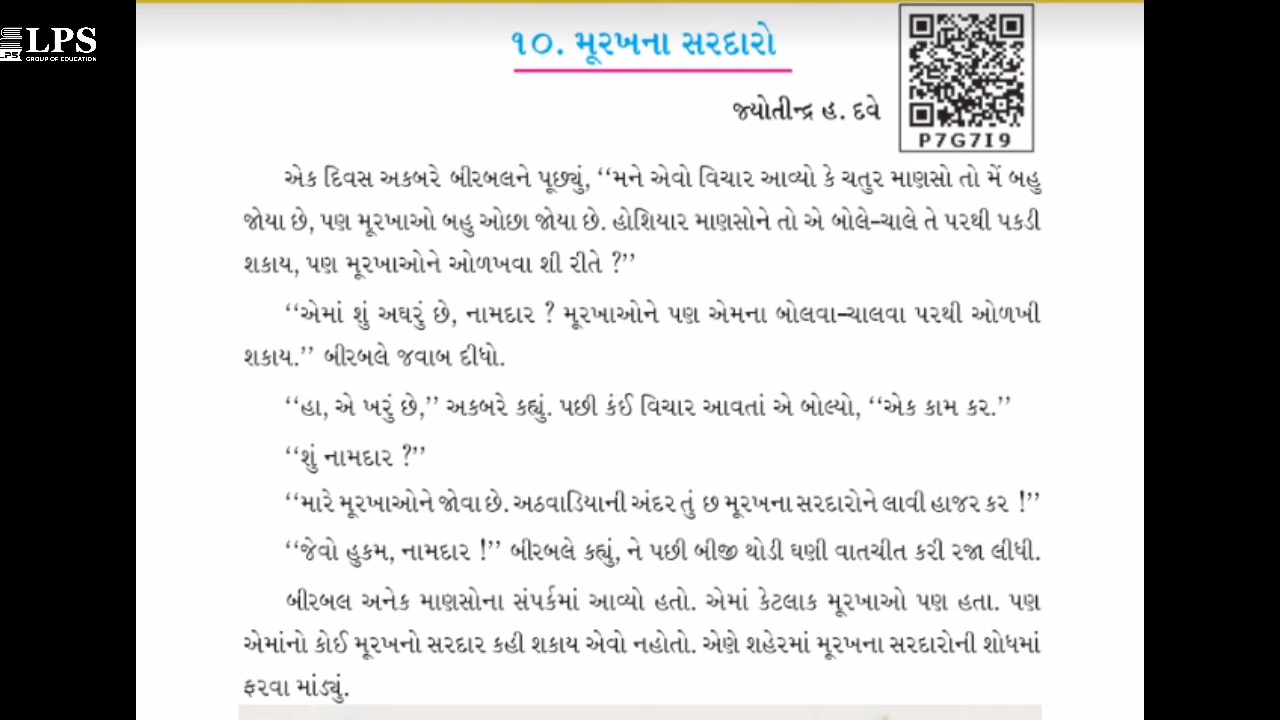 LPS
PS
GROUP OF EDUCATION
૧૦. મૂરખના સરદારો
જ્યોતીન્દ્ર હ. દવે
P7G7I9
એક દિવસ અકબરે બીરબલને પૂછ્યું, ‘‘મને એવો વિચાર આવ્યો કે ચતુર માણસો તો મેં બહુ
જોયા છે, પણ મૂરખાઓ બહુ ઓછા જોયા છે. હોશિયાર માણસોને તો એ બોલે-ચાલે તે પરથી પકડી
શકાય, પણ મૂરખાઓને ઓળખવા શી રીતે ?’’
‘‘એમાં શું અઘરું છે, નામદાર ? મૂરખાઓને પણ એમના બોલવા-ચાલવા પરથી ઓળખી
શકાય.’’ બીરબલે જવાબ દીધો.
‘‘હા, એ ખરું છે,’’ અકબરે કહ્યું. પછી કંઈ વિચાર આવતાં એ બોલ્યો, ‘‘એક કામ કર.’’
‘‘શું નામદાર ?’’
‘‘મારે મૂરખાઓને જોવા છે. અઠવાડિયાની અંદર તું છ મૂરખના સરદારોને લાવી હાજર કર !’’
‘‘જેવો હુકમ, નામદાર !’’ બીરબલે કહ્યું, ને પછી બીજી થોડી ઘણી વાતચીત કરી રજા લીધી.
બીરબલ અનેક માણસોના સંપર્કમાં આવ્યો હતો. એમાં કેટલાક મૂરખાઓ પણ હતા. પણ
એમાંનો કોઈ મૂરખનો સરદાર કહી શકાય એવો નહોતો. એણે શહેરમાં મૂરખના સરદારોની શોધમાં
ફરવા માંડ્યું.